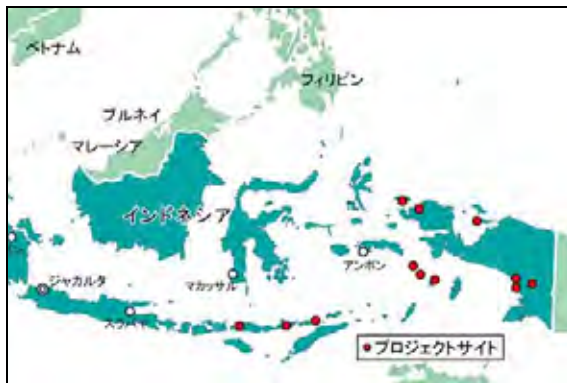 ベトナム
フィリピン
ブルネイ
マレーシア
インドネシア
アンボン
マカッサル
ジャカルタ
スラバヤ
プロジェクトサイト